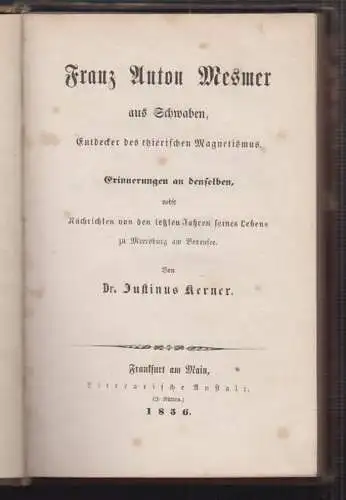 Franz Anton Mesmer
aus Schwaben,
Entdecker des thierischen Magnetismus.
Erinnerungen an denselben,
nebst
Nachrichten von den letzten Jahren seines Lebens
zu Meersburg am Bodensee.
Von
Dr. Justinus Kerner.
Frankfurt am Main,
Literarische Anstalt.
(J. Rütten.)
1856.